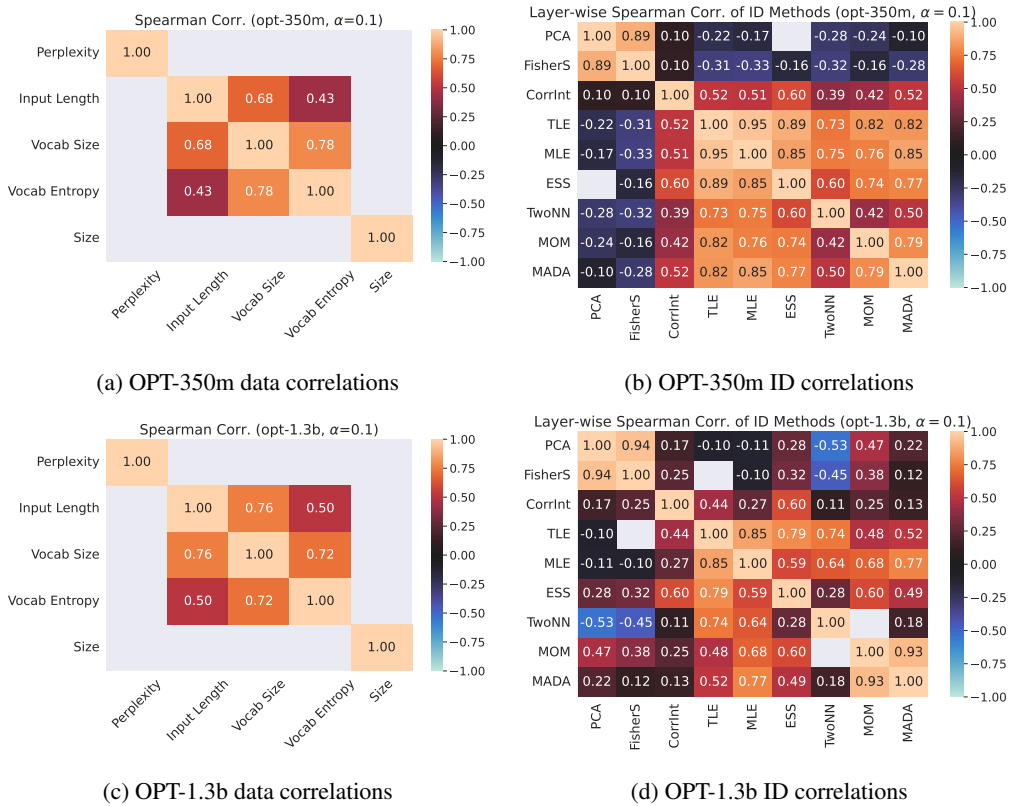 Spearman Corr. (opt-350m, α=0.1)
Perplexity 1.00
Input Length 1.00 0.68 0.43
Vocab Size 0.68 1.00 0.78
Vocab Entropy 0.43 0.78 1.00
Size 1.00
Perplexity Input Length Vocab Size Vocab Entropy Size
1.00
0.75
0.50
0.25
0.00
−0.25
−0.50
−0.75
−1.00
(a) OPT-350m data correlations
Layer-wise Spearman Corr. of ID Methods (opt-350m, α = 0.1)
PCA 1.00 0.89 0.10 -0.22 -0.17 -0.28 -0.24 -0.10
FisherS 0.89 1.00 0.10 -0.31 -0.33 -0.16 -0.32 -0.16 -0.28
CorrInt 0.10 0.10 1.00 0.52 0.51 0.60 0.39 0.42 0.52
TLE -0.22 -0.31 0.52 1.00 0.95 0.89 0.73 0.82 0.82
MLE -0.17 -0.33 0.51 0.95 1.00 0.85 0.75 0.76 0.85
ESS -0.16 0.60 0.89 0.85 1.00 0.60 0.74 0.77
TwoNN -0.28 -0.32 0.39 0.73 0.75 0.60 1.00 0.42 0.50
MOM -0.24 -0.16 0.42 0.82 0.76 0.74 0.42 1.00 0.79
MADA -0.10 -0.28 0.52 0.82 0.85 0.77 0.50 0.79 1.00
PCA FisherS CorrInt TLE MLE ESS TwoNN MOM MADA
1.00
0.75
0.50
0.25
0.00
−0.25
−0.50
−0.75
−1.00
(b) OPT-350m ID correlations
Spearman Corr. (opt-1.3b, α=0.1)
Perplexity 1.00
Input Length 1.00 0.76 0.50
Vocab Size 0.76 1.00 0.72
Vocab Entropy 0.50 0.72 1.00
Size 1.00
Perplexity Input Length Vocab Size Vocab Entropy Size
1.00
0.75
0.50
0.25
0.00
−0.25
−0.50
−0.75
−1.00
(c) OPT-1.3b data correlations
Layer-wise Spearman Corr. of ID Methods (opt-1.3b, α = 0.1)
PCA 1.00 0.94 0.17 -0.10 -0.11 0.28 -0.53 0.47 0.22
FisherS 0.94 1.00 0.25 -0.10 0.32 -0.45 0.38 0.12
CorrInt 0.17 0.25 1.00 0.44 0.27 0.60 0.11 0.25 0.13
TLE -0.10 0.44 1.00 0.85 0.79 0.74 0.48 0.52
MLE -0.11 -0.10 0.27 0.85 1.00 0.59 0.64 0.68 0.77
ESS 0.28 0.32 0.60 0.79 0.59 1.00 0.28 0.60 0.49
TwoNN -0.53 -0.45 0.11 0.74 0.64 0.28 1.00 0.18
MOM 0.47 0.38 0.25 0.48 0.68 0.60 1.00 0.93
MADA 0.22 0.12 0.13 0.52 0.77 0.49 0.18 0.93 1.00
PCA FisherS CorrInt TLE MLE ESS TwoNN MOM MADA
1.00
0.75
0.50
0.25
0.00
−0.25
−0.50
−0.75
−1.00
(d) OPT-1.3b ID correlations